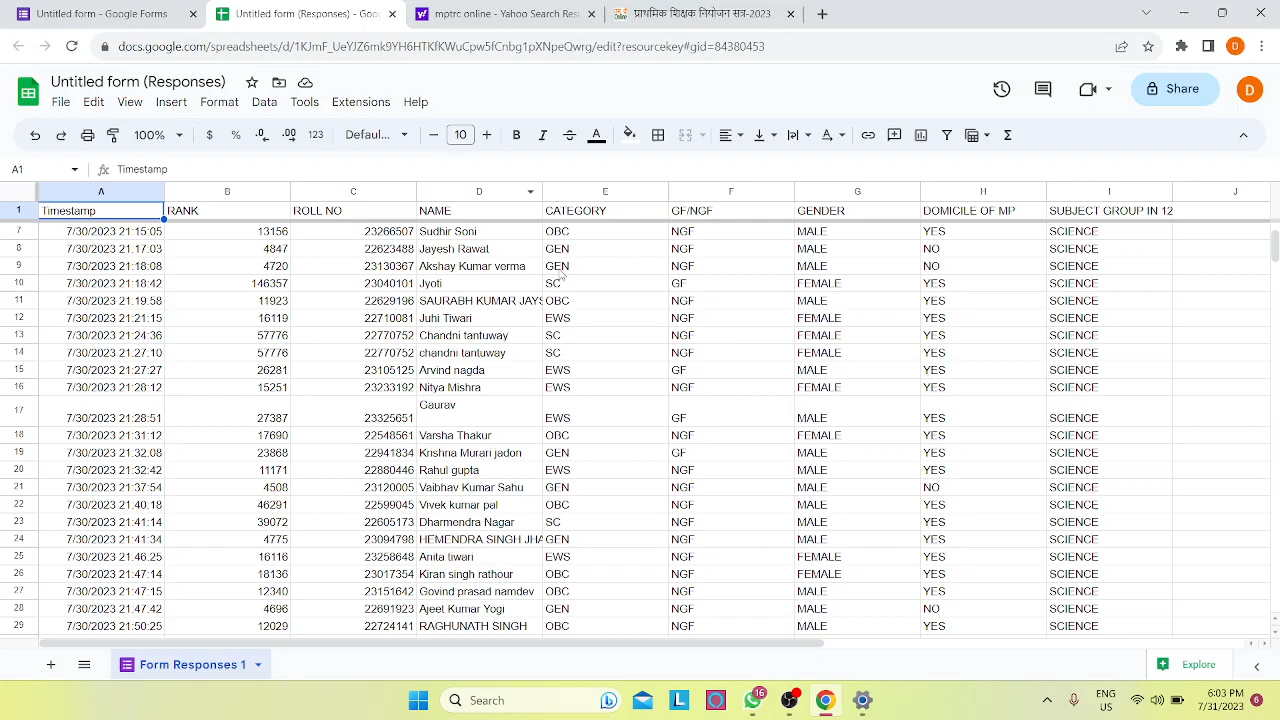 Untitled form - Google Forms
Untitled form (Responses) - Goo
mptac online - Yahoo Search Resu
docs.google.com/spreadsheets/d/1KJmF_UeYJZ6mk9YH6HTKfKWuCpw5fCnbg1pXNpeQwrg/edit?resourcekey#gid=84380453
D
Untitled form (Responses)
Share
D
File Edit View Insert Format Data Tools Extensions Help
100% $ % .0 .00 123 Defaul... − 10 + B I A Σ
A1 fx Timestamp
A B C D E F G H I J
1 Timestamp RANK ROLL NO NAME CATEGORY GF/NGF GENDER DOMICILE OF MP SUBJECT GROUP IN 12
7 7/30/2023 21:15:05 13156 23266507 Sudhir Soni OBC NGF MALE YES SCIENCE
8 7/30/2023 21:17:03 4847 22623488 Jayesh Rawat GEN NGF MALE NO SCIENCE
9 7/30/2023 21:18:08 4720 23130367 Akshay Kumar verma GEN NGF MALE NO SCIENCE
10 7/30/2023 21:18:42 146357 23040101 Jyoti SC GF FEMALE YES SCIENCE
11 7/30/2023 21:19:58 11923 22629196 SAURABH KUMAR JAYS OBC NGF MALE YES SCIENCE
12 7/30/2023 21:21:15 16119 22710081 Juhi Tiwari EWS NGF FEMALE YES SCIENCE
13 7/30/2023 21:24:36 57776 22770752 Chandni tantuway SC NGF FEMALE YES SCIENCE
14 7/30/2023 21:27:10 57776 22770752 chandni tantuway SC NGF FEMALE YES SCIENCE
15 7/30/2023 21:27:27 26281 23105125 Arvind nagda EWS GF MALE YES SCIENCE
16 7/30/2023 21:28:12 15251 23233192 Nitya Mishra EWS NGF FEMALE YES SCIENCE
Gaurav
17 7/30/2023 21:28:51 27387 23325651 EWS GF MALE YES SCIENCE
18 7/30/2023 21:31:12 17690 22548561 Varsha Thakur OBC NGF FEMALE YES SCIENCE
19 7/30/2023 21:32:08 23868 22941834 Krishna Murari jadon GEN GF MALE YES SCIENCE
20 7/30/2023 21:32:42 11171 22880446 Rahul gupta EWS NGF MALE YES SCIENCE
21 7/30/2023 21:37:54 4508 23120005 Vaibhav Kumar Sahu GEN NGF MALE NO SCIENCE
22 7/30/2023 21:40:18 46291 22599045 Vivek kumar pal OBC NGF MALE YES SCIENCE
23 7/30/2023 21:41:14 39072 22605173 Dharmendra Nagar SC NGF MALE YES SCIENCE
24 7/30/2023 21:41:34 4775 23094798 HEMENDRA SINGH JHA GEN NGF MALE YES SCIENCE
25 7/30/2023 21:46:25 16116 23258648 Anita tiwari EWS NGF FEMALE YES SCIENCE
26 7/30/2023 21:47:14 18136 23017354 Kiran singh rathour OBC NGF FEMALE YES SCIENCE
27 7/30/2023 21:47:15 12340 23151642 Govind prasad namdev OBC NGF MALE YES SCIENCE
28 7/30/2023 21:47:42 4696 22691923 Ajeet Kumar Yogi GEN NGF MALE NO SCIENCE
29 7/30/2023 21:50:25 12029 22724141 RAGHUNATH SINGH OBC NGF MALE YES SCIENCE
Form Responses 1
Explore
Search
L
16
ENG
US
6:03 PM
7/31/2023
6